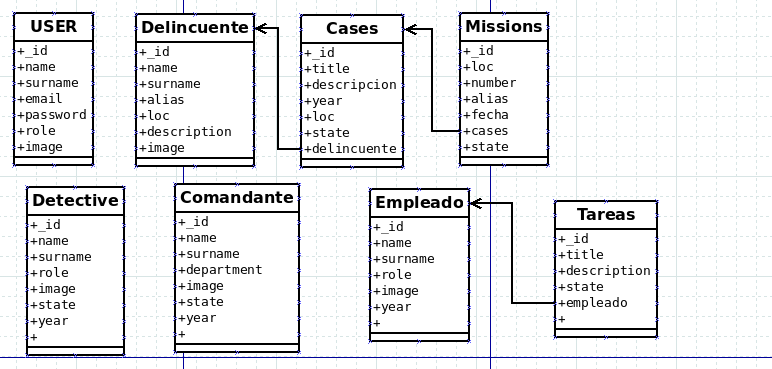 USER
+_id
+name
+surname
+email
+password
+role
+image
Delincuente
+_id
+name
+surname
+alias
+loc
+description
+image
Cases
+_id
+title
+descripcion
+year
+loc
+state
+delincuente
Missions
+_id
+loc
+number
+alias
+fecha
+cases
+state
Detective
+_id
+name
+surname
+role
+image
+state
+year
+
Comandante
+_id
+name
+surname
+department
+image
+state
+year
+
Empleado
+_id
+name
+surname
+role
+image
+year
+
Tareas
+_id
+title
+description
+state
+empleado
+